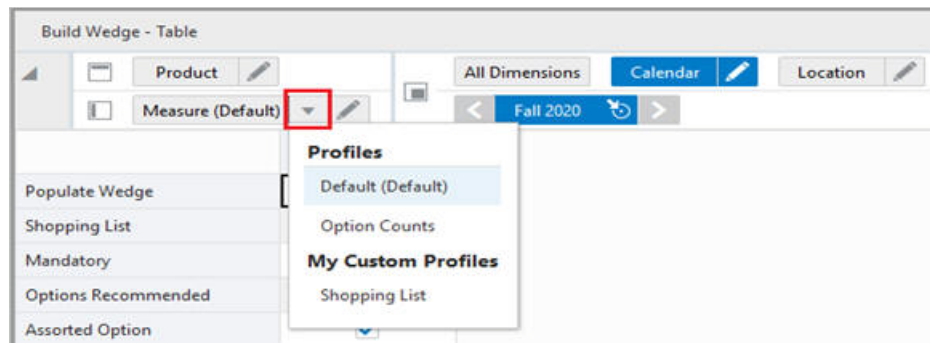 Build Wedge - Table
Product
All Dimensions Calendar Location
Measure (Default)
Fall 2020
Profiles
Default (Default)
Option Counts
My Custom Profiles
Shopping List
Populate Wedge
Shopping List
Mandatory
Options Recommended
Assorted Option